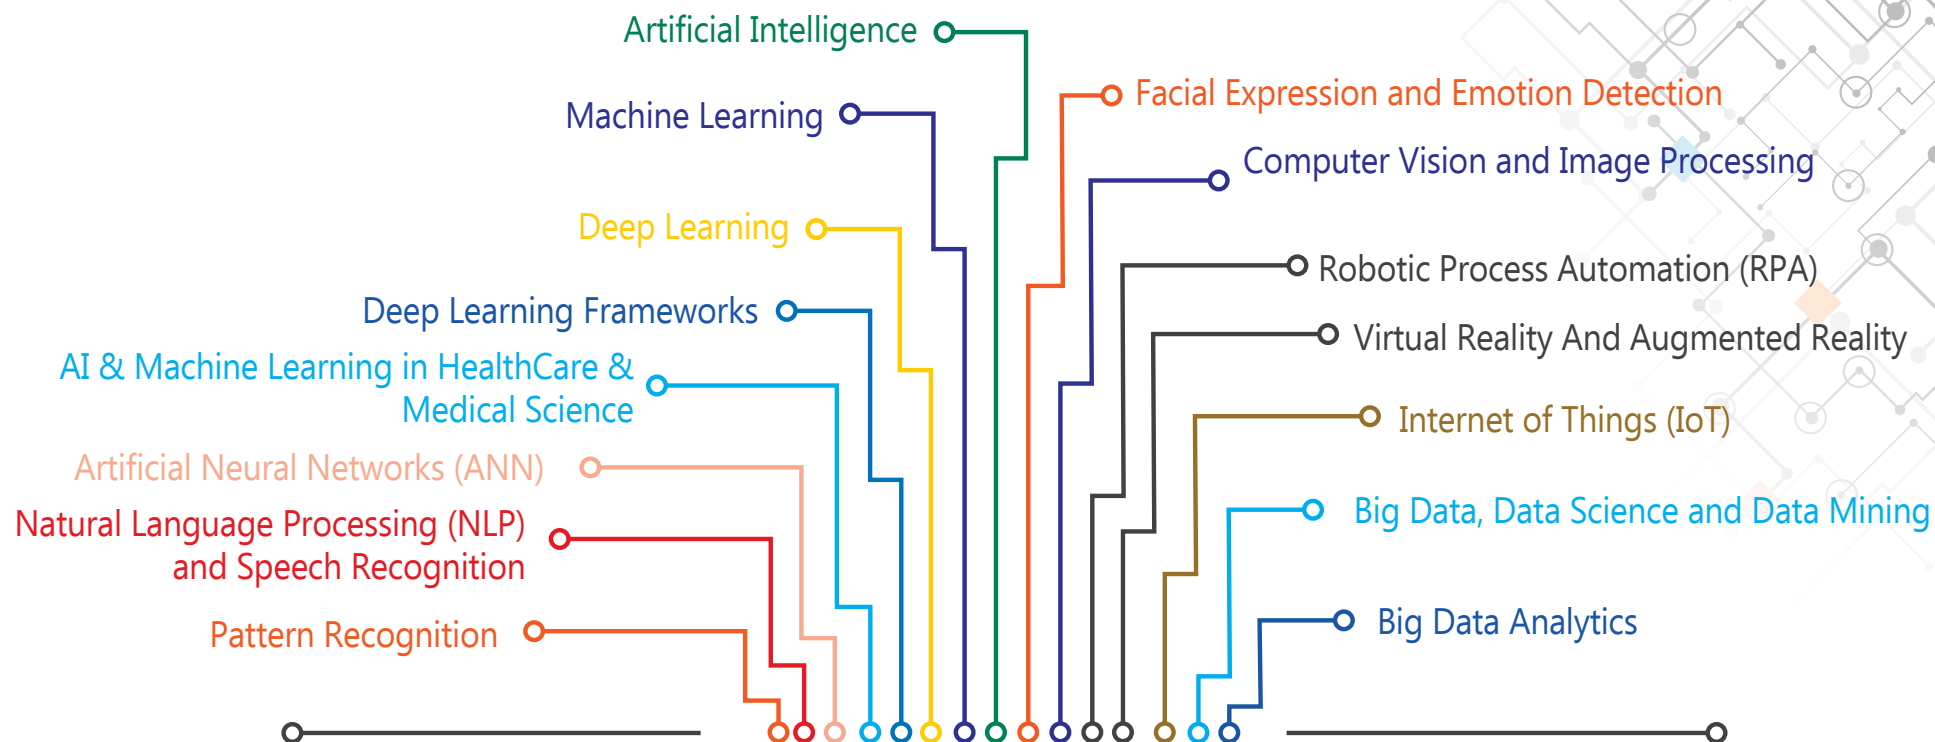 Artificial Intelligence
Machine Learning
Deep Learning
Deep Learning Frameworks
AI & Machine Learning in HealthCare &
Medical Science
Artificial Neural Networks (ANN)
Natural Language Processing (NLP)
and Speech Recognition
Pattern Recognition
Facial Expression and Emotion Detection
Computer Vision and Image Processing
Robotic Process Automation (RPA)
Virtual Reality And Augmented Reality
Internet of Things (IoT)
Big Data, Data Science and Data Mining
Big Data Analytics